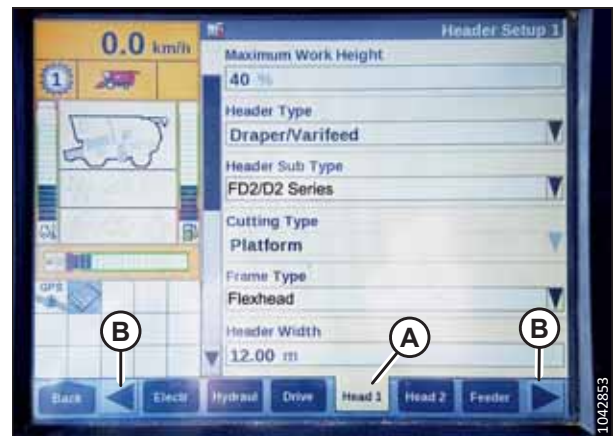 0.0 km/h
Header Setup 1
1
Maximum Work Height
40 %
Header Type
Draper/Varifeed
Header Sub Type
FD2/D2 Series
Cutting Type
Platform
Frame Type
Flexhead
Header Width
12.00 m
GPS
B
A
B
Back
Electr
Hydraul
Drive
Head 1
Head 2
Feeder
1042853